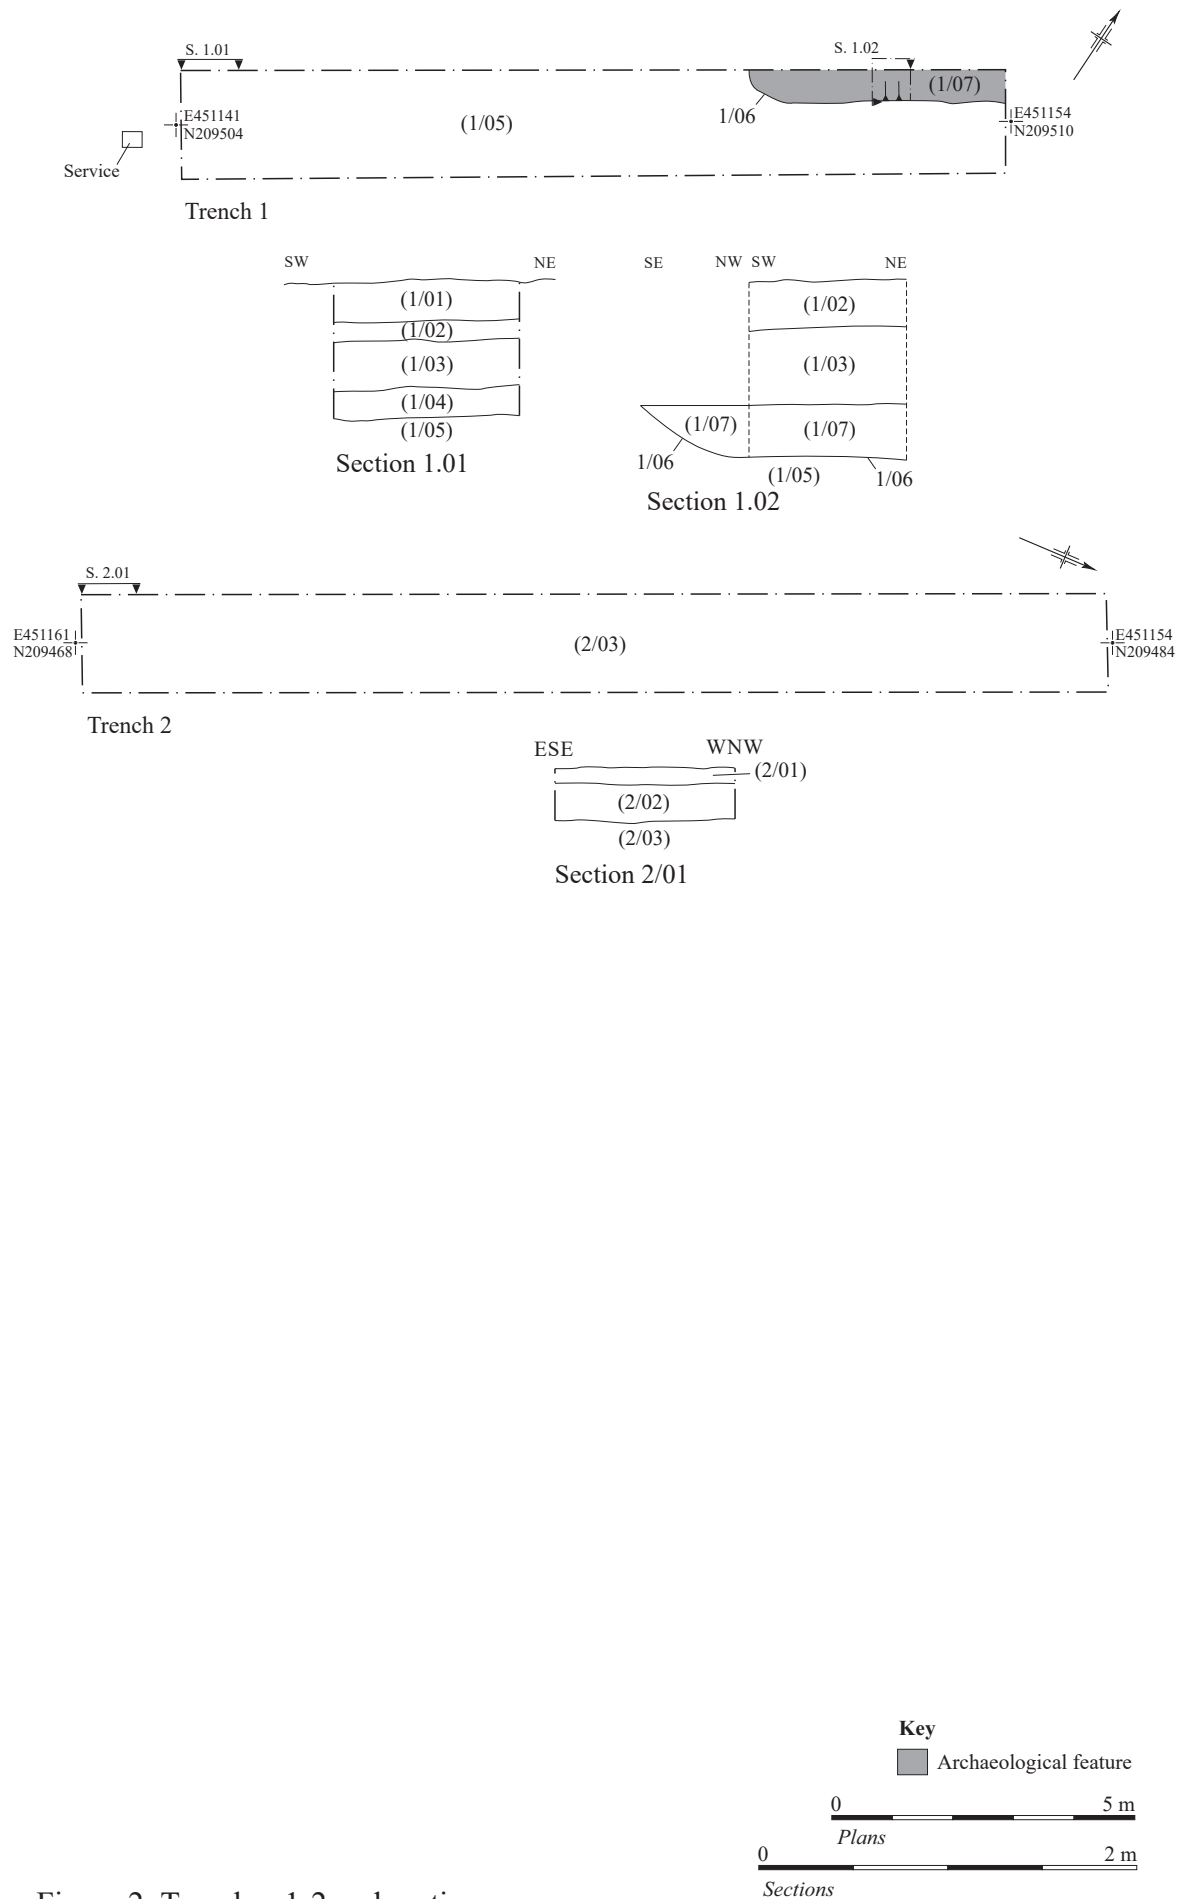 S. 1.01
S. 1.02
(1/07)
1/06
E451141
N209504
(1/05)
E451154
N209510
Service
Trench 1
SW
NE
SE
NW
SW
NE
(1/01)
(1/02)
(1/03)
(1/04)
(1/05)
Section 1.01
(1/02)
(1/03)
(1/07)
(1/07)
1/06
(1/05)
1/06
Section 1.02
S. 2.01
E451161
N209468
(2/03)
E451154
N209484
Trench 2
ESE
WNW
(2/01)
(2/02)
(2/03)
Section 2/01
Key
Archaeological feature
0
5 m
Plans
0
2 m
Sections